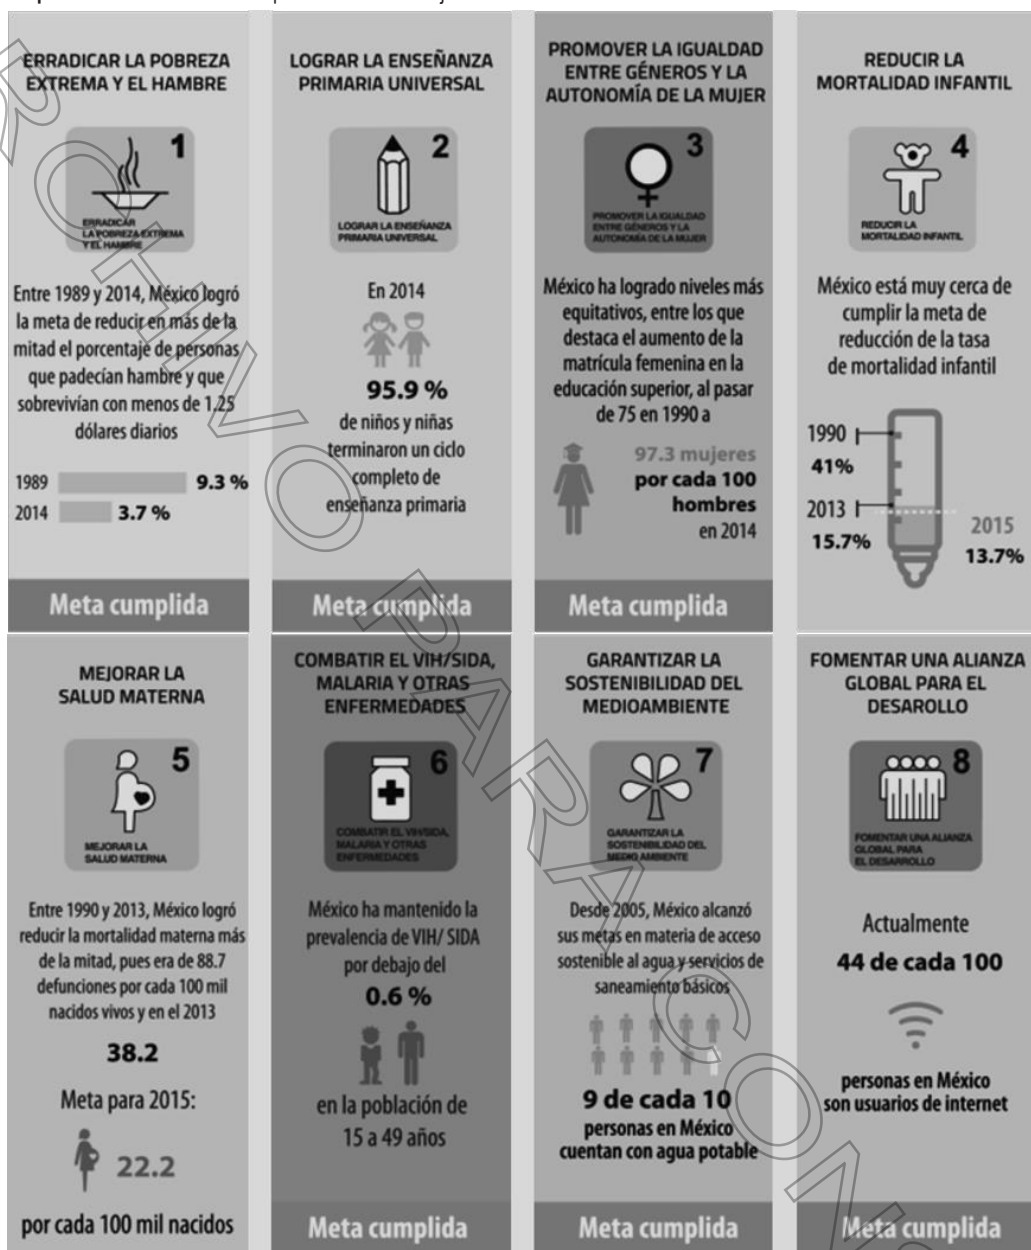 ERRADICAR LA POBREZA
EXTREMA Y EL HAMBRE
1
ERRADICAR
LA POBREZA EXTREMA
Y EL HAMBRE
Entre 1989 y 2014, México logró
la meta de reducir en más de la
mitad el porcentaje de personas
que padecían hambre y que
sobrevivían con menos de 1.25
dólares diarios
1989 9.3 %
2014 3.7 %
Meta cumplida
LOGRAR LA ENSEÑANZA
PRIMARIA UNIVERSAL
2
LOGRAR LA ENSEÑANZA
PRIMARIA UNIVERSAL
En 2014
95.9 %
de niños y niñas
terminaron un ciclo
completo de
enseñanza primaria
Meta cumplida
PROMOVER LA IGUALDAD
ENTRE GÉNEROS Y LA
AUTONOMÍA DE LA MUJER
3
PROMOVER LA IGUALDAD
ENTRE GÉNEROS Y LA
AUTONOMÍA DE LA MUJER
México ha logrado niveles más
equitativos, entre los que
destaca el aumento de la
matrícula femenina en la
educación superior, al pasar
de 75 en 1990 a
97.3 mujeres
por cada 100
hombres
en 2014
Meta cumplida
REDUCIR LA
MORTALIDAD INFANTIL
4
REDUCIR LA
MORTALIDAD INFANTIL
México está muy cerca de
cumplir la meta de
reducción de la tasa
de mortalidad infantil
1990
41%
2013
15.7%
2015
13.7%
MEJORAR LA
SALUD MATERNA
5
MEJORAR LA
SALUD MATERNA
Entre 1990 y 2013, México logró
reducir la mortalidad materna más
de la mitad, pues era de 88.7
defunciones por cada 100 mil
nacidos vivos y en el 2013
38.2
Meta para 2015:
22.2
por cada 100 mil nacidos
COMBATIR EL VIH/SIDA,
MALARIA Y OTRAS
ENFERMEDADES
6
COMBATIR EL VIH/SIDA,
MALARIA Y OTRAS
ENFERMEDADES
México ha mantenido la
prevalencia de VIH/ SIDA
por debajo del
0.6 %
en la población de
15 a 49 años
Meta cumplida
GARANTIZAR LA
SOSTENIBILIDAD DEL
MEDIOAMBIENTE
7
GARANTIZAR LA
SOSTENIBILIDAD DEL
MEDIO AMBIENTE
Desde 2005, México alcanzó
sus metas en materia de acceso
sostenible al agua y servicios de
saneamiento básicos
9 de cada 10
personas en México
cuentan con agua potable
Meta cumplida
FOMENTAR UNA ALIANZA
GLOBAL PARA EL
DESAROLLO
8
FOMENTAR UNA ALIANZA
GLOBAL PARA
EL DESARROLLO
Actualmente
44 de cada 100
personas en México
son usuarios de internet
Meta cumplida